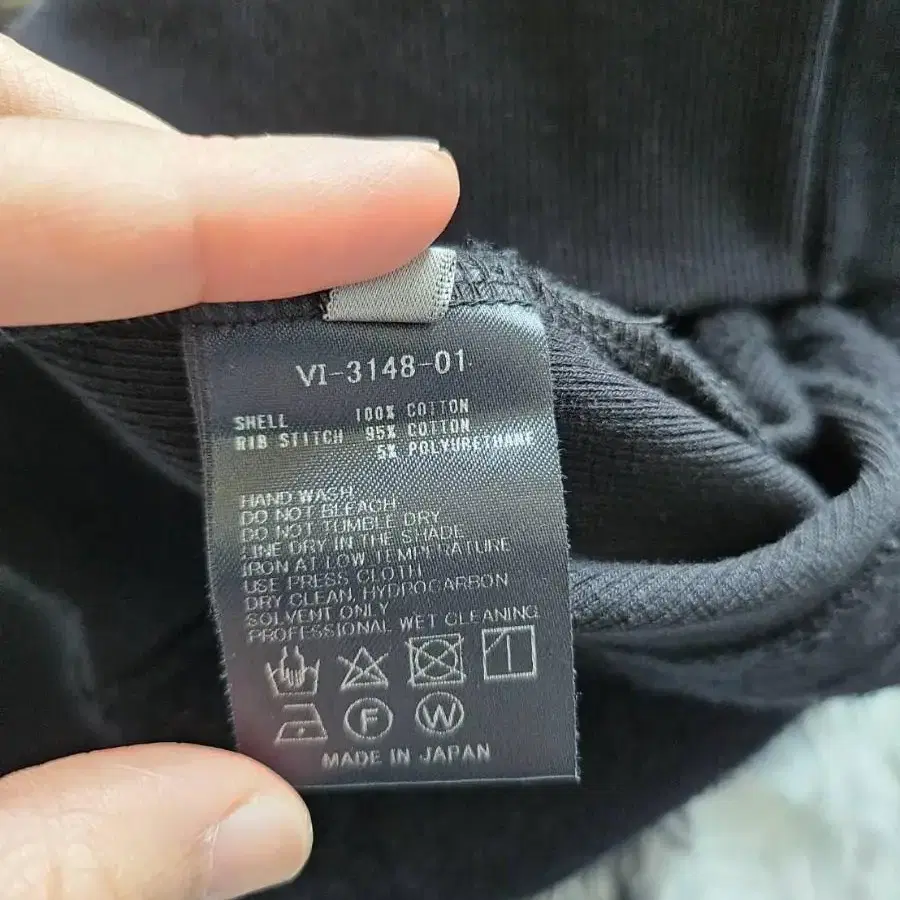 VI-3148-01
SHELL 100% COTTON
RIB STITCH 95% COTTON
5% POLYURETHANE
HAND WASH
DO NOT BLEACH
DO NOT TUMBLE DRY
LINE DRY IN THE SHADE
IRON AT LOW TEMPERATURE
USE PRESS CLOTH
DRY CLEAN, HYDROCARBON
SOLVENT ONLY
PROFESSIONAL WET CLEANING
F W
MADE IN JAPAN